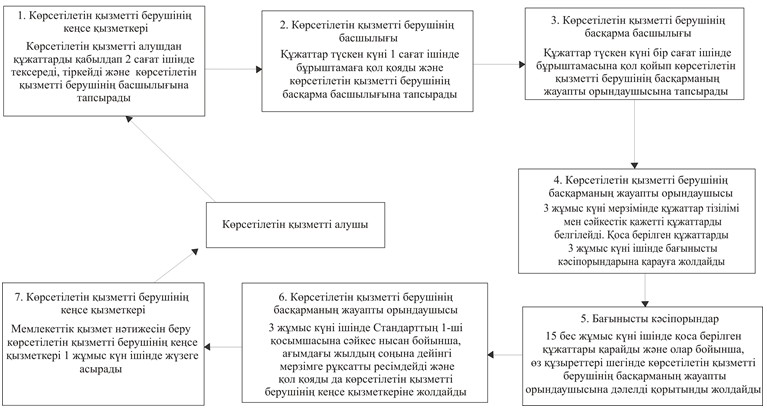 1. Көрсетілетін қызметті берушінің
кеңсе қызметкері
Көрсетілетін қызметті алушдан
құжаттарды қабылдап 2 сағат ішінде
тексереді, тіркейді және көрсетілетін
қызметті берушінің басшылығына
тапсырады
2. Көрсетілетін қызметті берушінің
басшылығы
Құжаттар түскен күні 1 сағат ішінде
бұрыштамаға қол қояды және
көрсетілетін қызметті берушінің
басқарма басшылығына тапсырады
3. Көрсетілетін қызметті берушінің
басқарма басшылығы
Құжаттар түскен күні бір сағат ішінде
бұрыштамасына қол қойып көрсетілетін
қызметті берушінің басқарманың
жауапты орындаушысына тапсырады
4. Көрсетілетін қызметті берушінің
басқарманың жауапты орындаушысы
3 жұмыс күні мерзімінде құжаттар тізілімі
мен сәйкестік қажетті құжаттарды
белгілейді. Қоса берілген құжаттарды
3 жұмыс күні ішінде бағынысты
кәсіпорындарына қарауға жолдайды
Көрсетілетін қызметті алушы
5. Бағынысты кәсіпорындар
15 бес жұмыс күні ішінде қоса берілген
құжаттары қарайды және олар бойынша,
өз құзыреттері шегінде көрсетілетін қызметті
берушінің басқарманың жауапты
орындаушысына дәлелді қорытынды жолдайды
6. Көрсетілетін қызметті берушінің
басқарманың жауапты орындаушысы
3 жұмыс күні ішінде Стандарттың 1-ші
қосымшасына сәйкес нысан бойынша,
ағымдағы жылдың соңына дейінгі
мерзімге рұқсатты ресімдейді және
қол қояды да көрсетілетін қызметті
берушінің кеңсе қызметкеріне жолдайды
7. Көрсетілетін қызметті берушінің
кеңсе қызметкері
Мемлекеттік қызмет нәтижесін беру
көрсетілетін қызметті берушінің кеңсе
қызметкері 1 жұмыс күн ішінде жүзеге
асырады